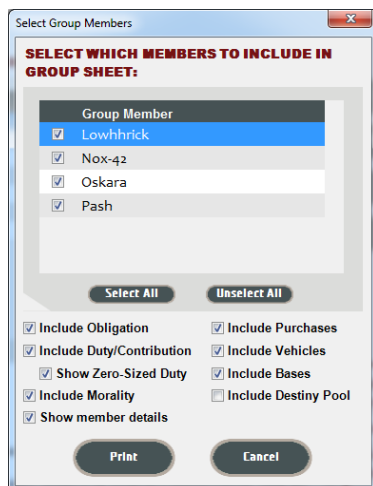 Select Group Members
SELECT WHICH MEMBERS TO INCLUDE IN
GROUP SHEET:
Group Member
Lowhhrick
Nox-42
Oskara
Pash
Select All Unselect All
Include Obligation Include Purchases
Include Duty/Contribution Include Vehicles
Show Zero-Sized Duty Include Bases
Include Morality Include Destiny Pool
Show member details
Print Cancel